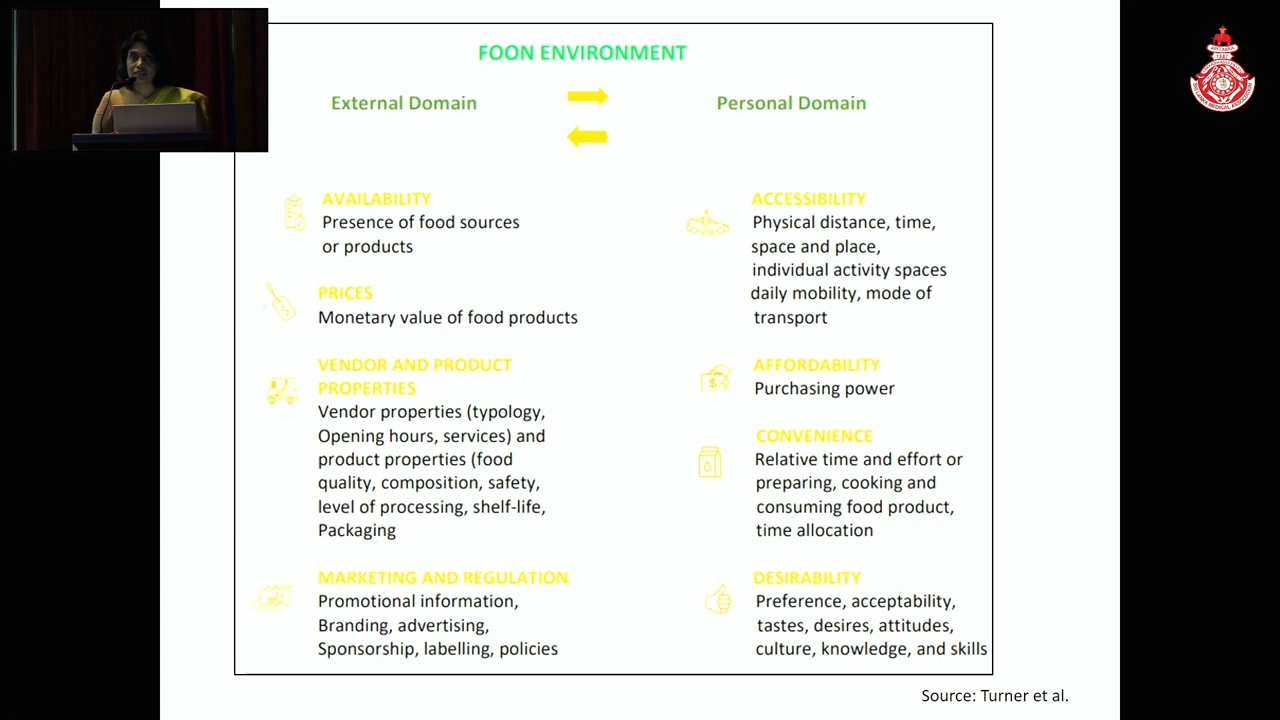 FOON ENVIRONMENT
External Domain
Personal Domain
AVAILABILITY
Presence of food sources
or products
PRICES
Monetary value of food products
VENDOR AND PRODUCT
PROPERTIES
Vendor properties (typology,
Opening hours, services) and
product properties (food
quality, composition, safety,
level of processing, shelf-life,
Packaging
MARKETING AND REGULATION
Promotional information,
Branding, advertising,
Sponsorship, labelling, policies
ACCESSIBILITY
Physical distance, time,
space and place,
individual activity spaces
daily mobility, mode of
transport
AFFORDABILITY
Purchasing power
CONVENIENCE
Relative time and effort or
preparing, cooking and
consuming food product,
time allocation
DESIRABILITY
Preference, acceptability,
tastes, desires, attitudes,
culture, knowledge, and skills
Source: Turner et al.
SRI LANKA MEDICAL ASSOCIATION